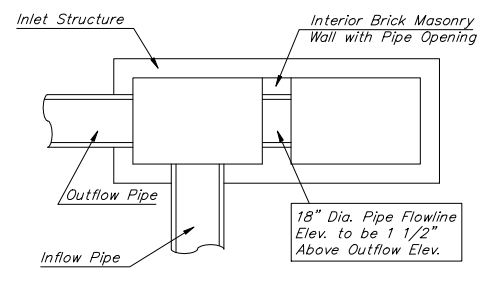 Inlet Structure
Interior Brick Masonry
Wall with Pipe Opening
Outflow Pipe
18" Dia. Pipe Flowline
Elev. to be 1 1/2"
Above Outflow Elev.
Inflow Pipe